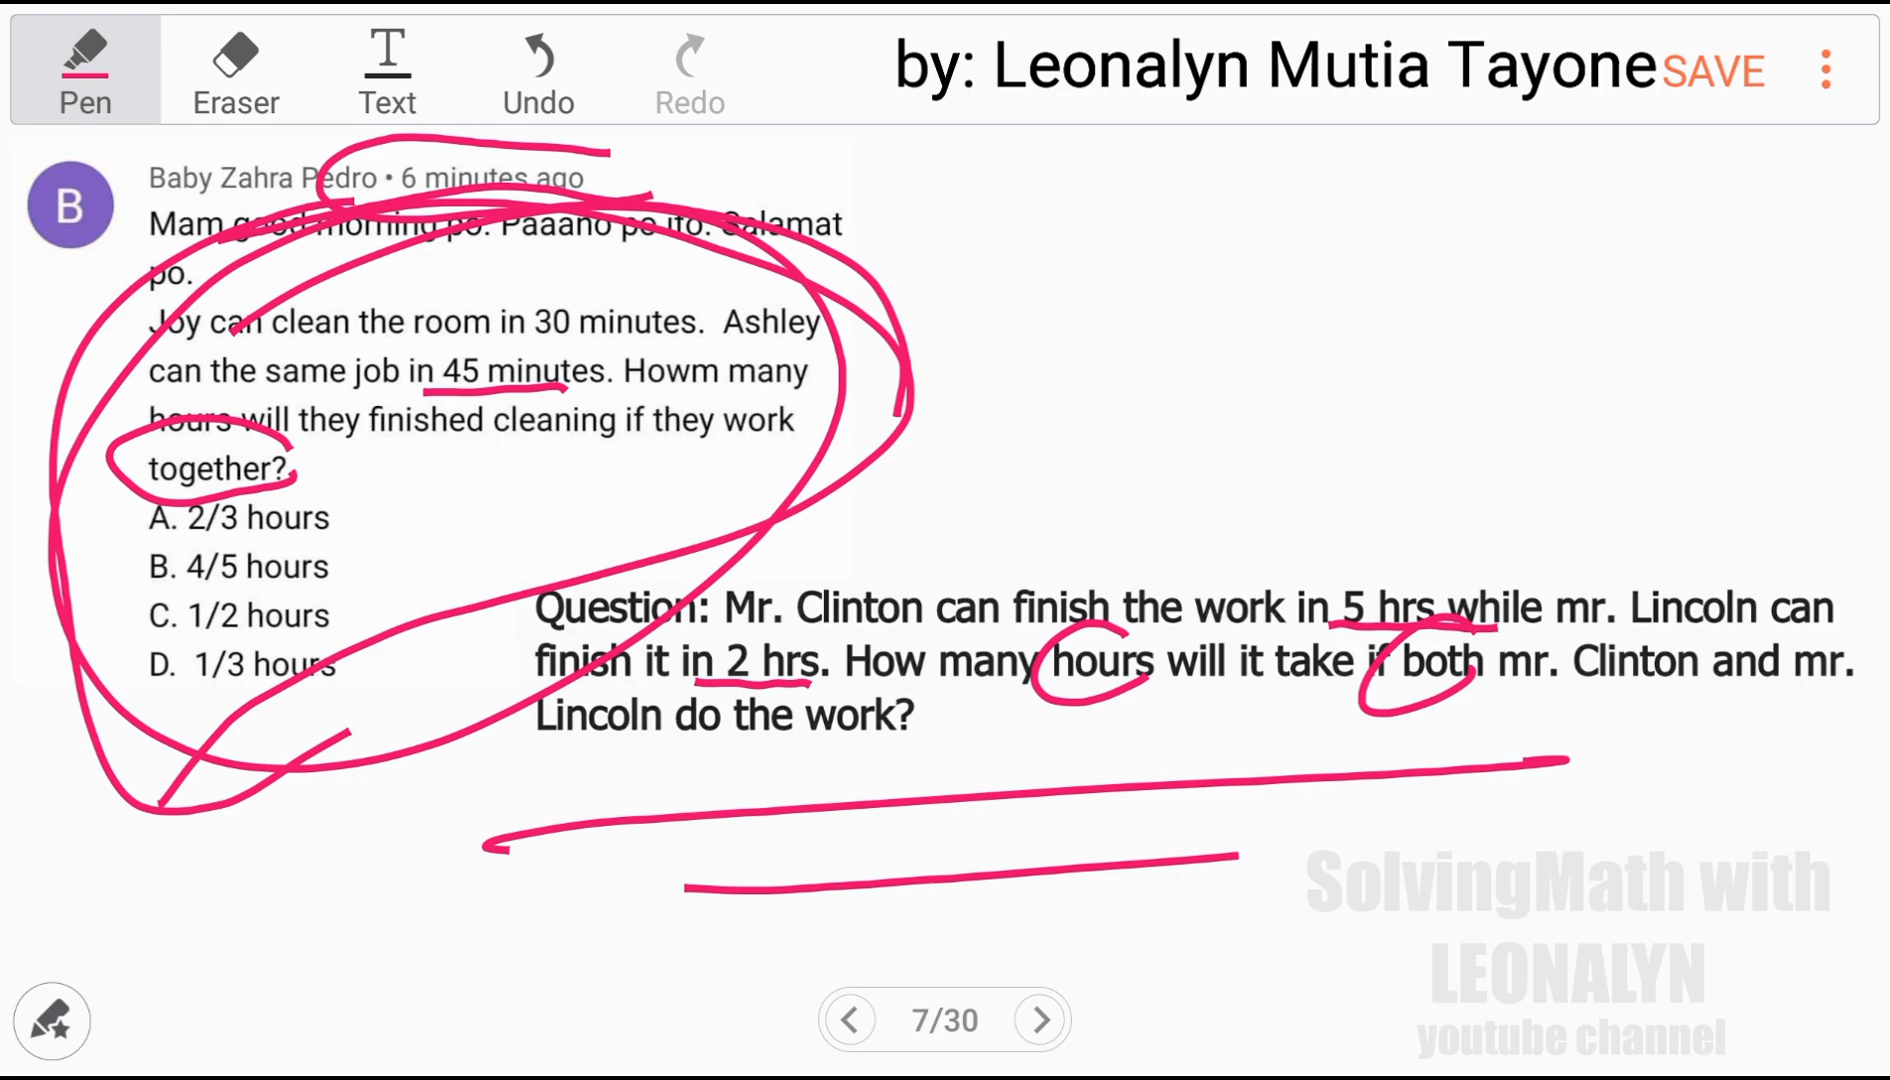 by: Leonalyn Mutia Tayone
SAVE
Pen
Eraser
Text
Undo
Redo
B
Baby Zahra Pedro • 6 minutes ago
Mam good morning po. Paaano po ito. Salamat
po.
Joy can clean the room in 30 minutes. Ashley
can the same job in 45 minutes. Howm many
hours will they finished cleaning if they work
together?
A. 2/3 hours
B. 4/5 hours
C. 1/2 hours
D. 1/3 hours
Question: Mr. Clinton can finish the work in 5 hrs while mr. Lincoln can
finish it in 2 hrs. How many hours will it take if both mr. Clinton and mr.
Lincoln do the work?
SolvingMath with
LEONALYN
youtube channel
7/30